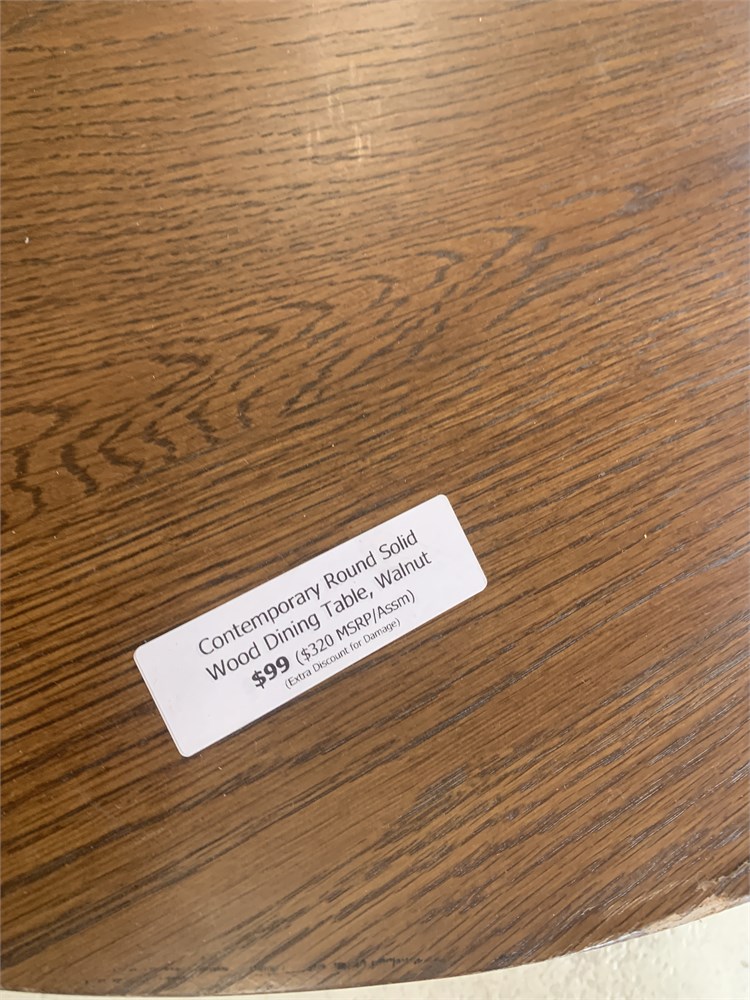 Contemporary Round Solid
Wood Dining Table, Walnut
$99 ($320 MSRP/Assm)
(Extra Discount for Damage)